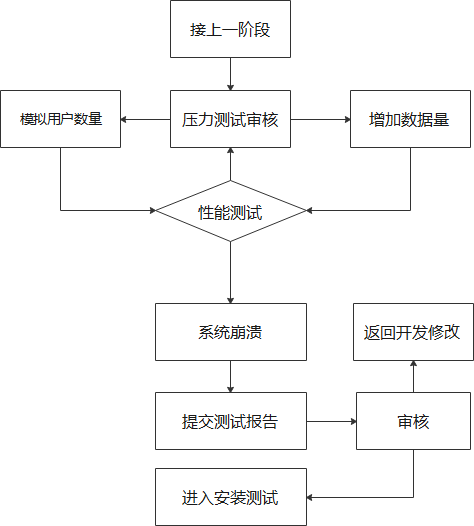 接上一阶段
模拟用户数量
压力测试审核
增加数据量
性能测试
系统崩溃
返回开发修改
提交测试报告
审核
进入安装测试